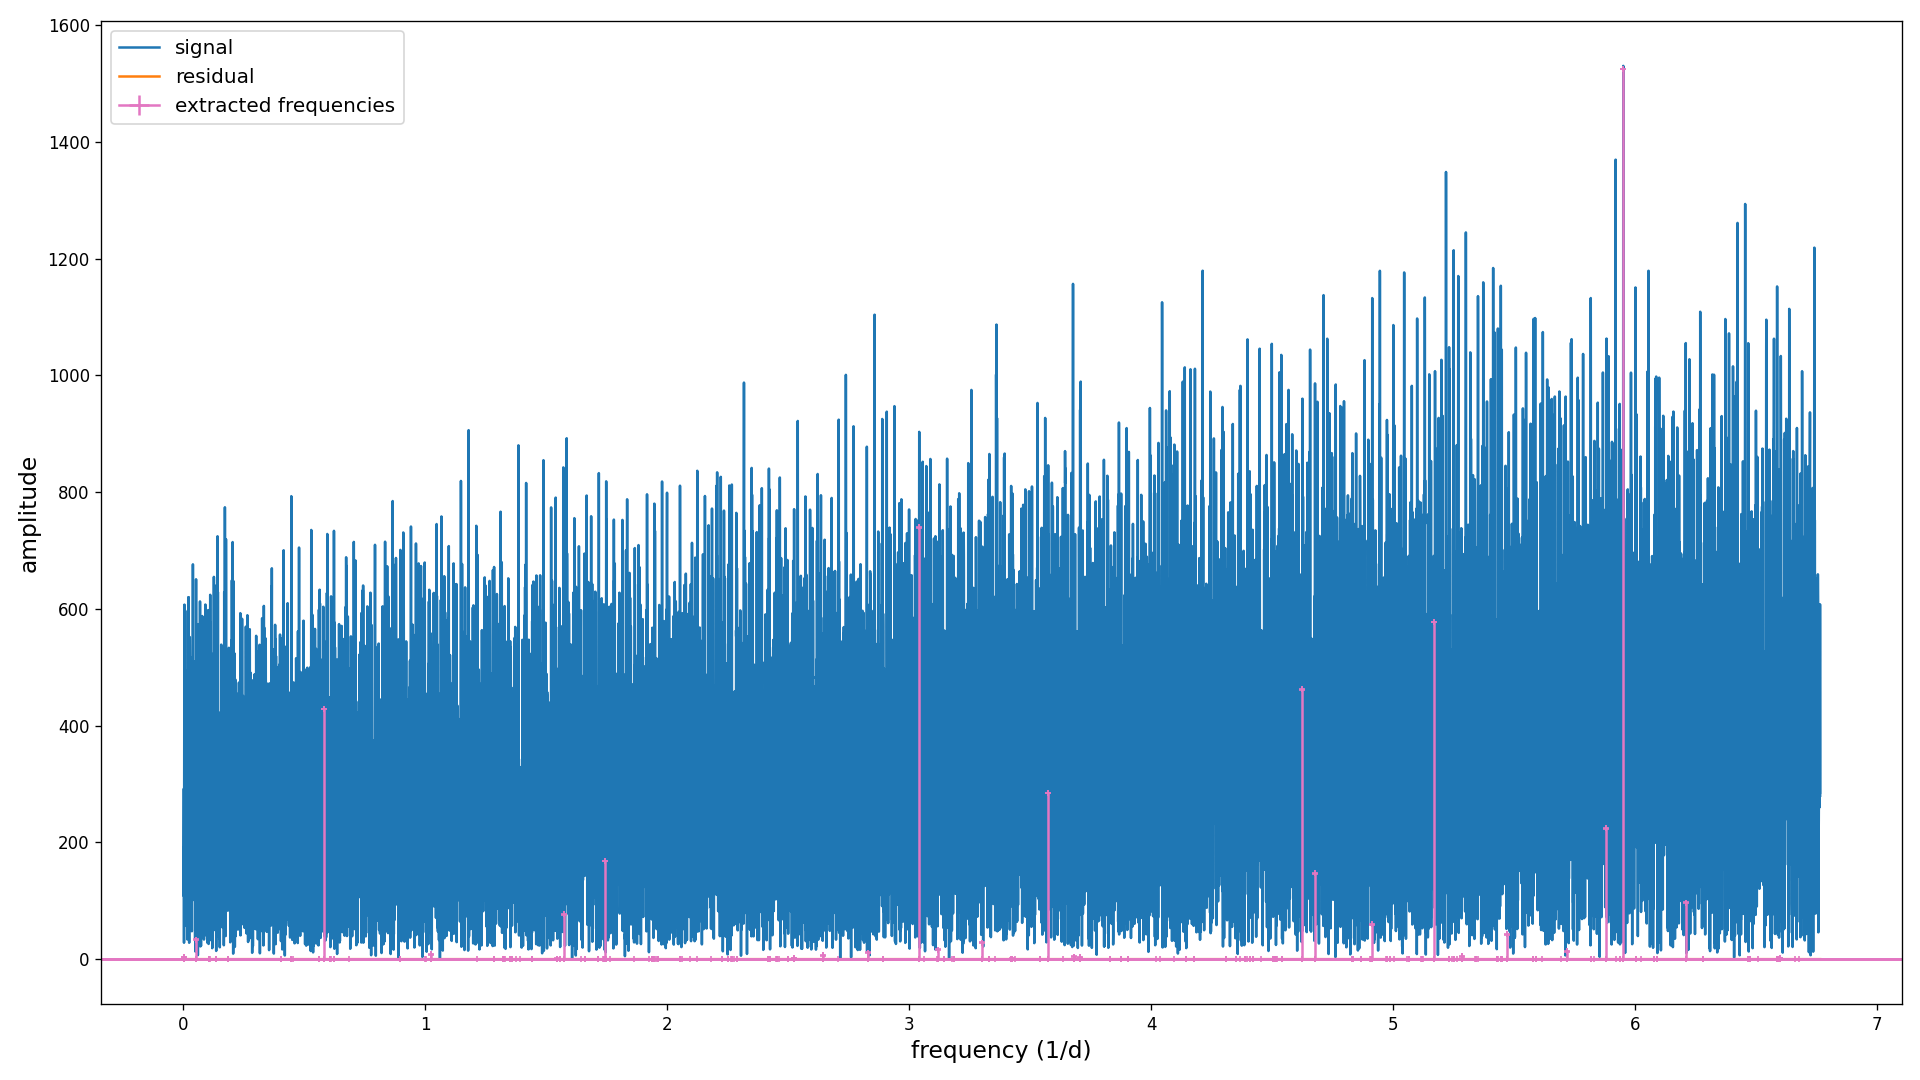 signal
residual
extracted frequencies
amplitude
1600
1400
1200
1000
800
600
400
200
0
0 1 2 3 4 5 6 7
frequency (1/d)